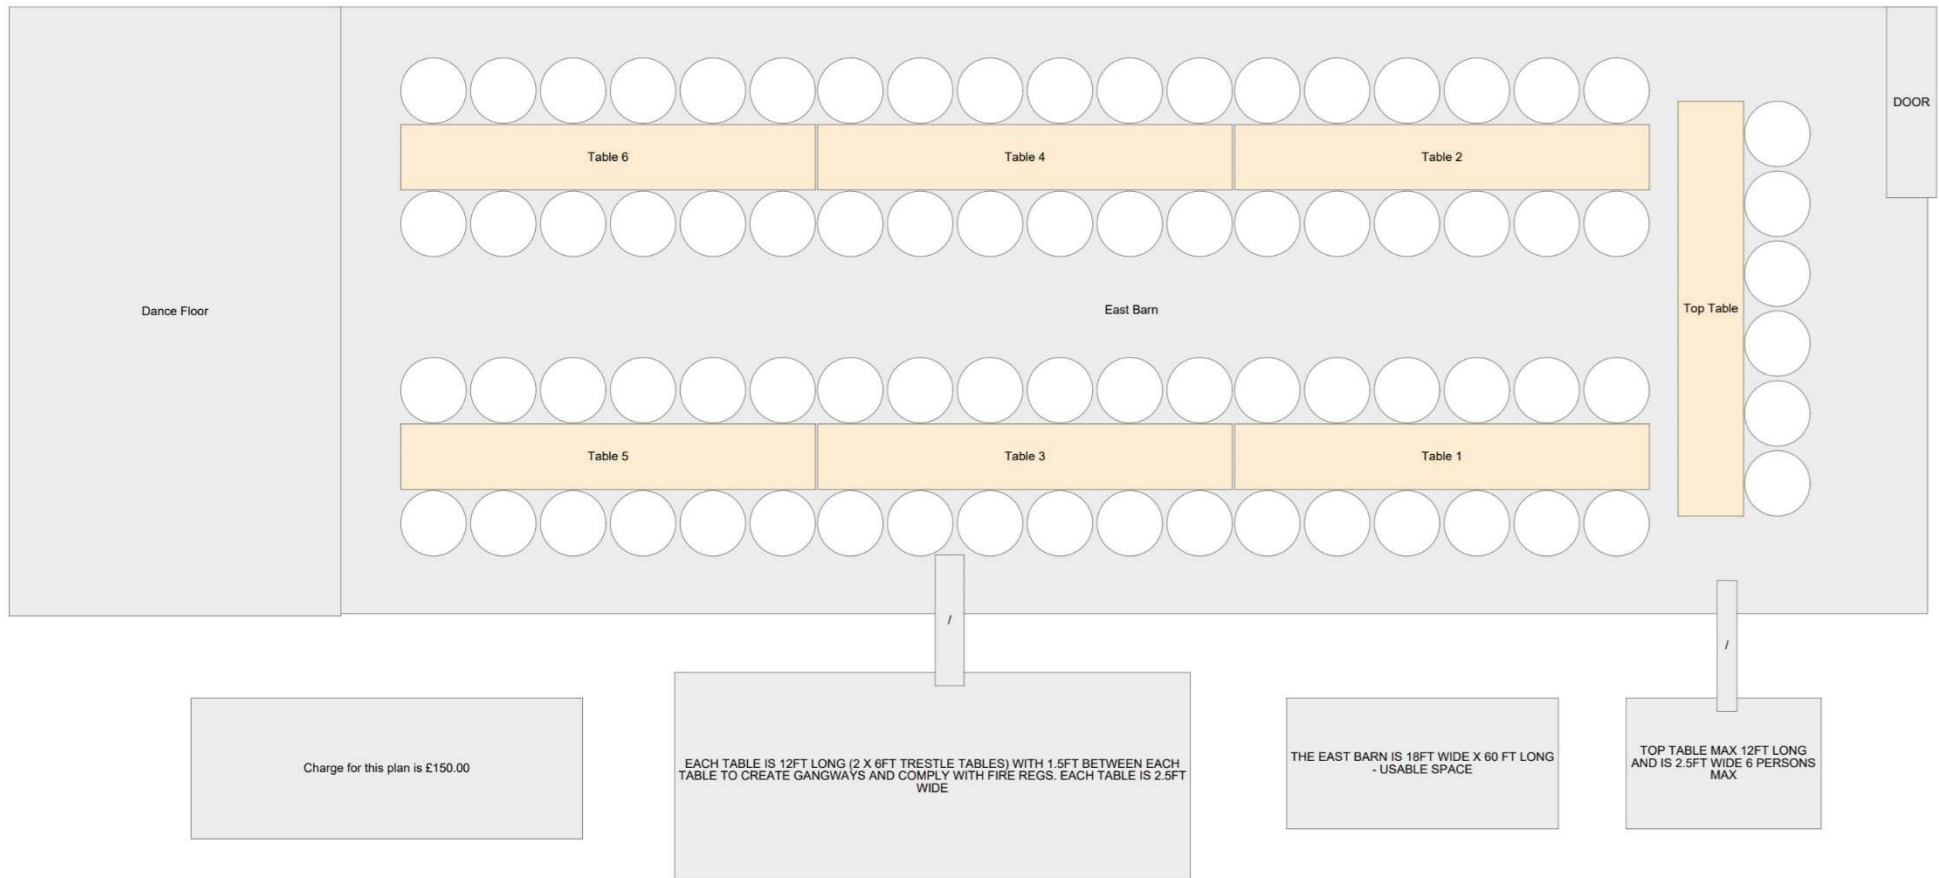 DOOR
Table 6
Table 4
Table 2
Dance Floor
East Barn
Top Table
Table 5
Table 3
Table 1
/
/
Charge for this plan is £150.00
EACH TABLE IS 12FT LONG (2 X 6FT TRESTLE TABLES) WITH 1.5FT BETWEEN EACH
TABLE TO CREATE GANGWAYS AND COMPLY WITH FIRE REGS. EACH TABLE IS 2.5FT
WIDE
THE EAST BARN IS 18FT WIDE X 60 FT LONG
- USABLE SPACE
TOP TABLE MAX 12FT LONG
AND IS 2.5FT WIDE 6 PERSONS
MAX